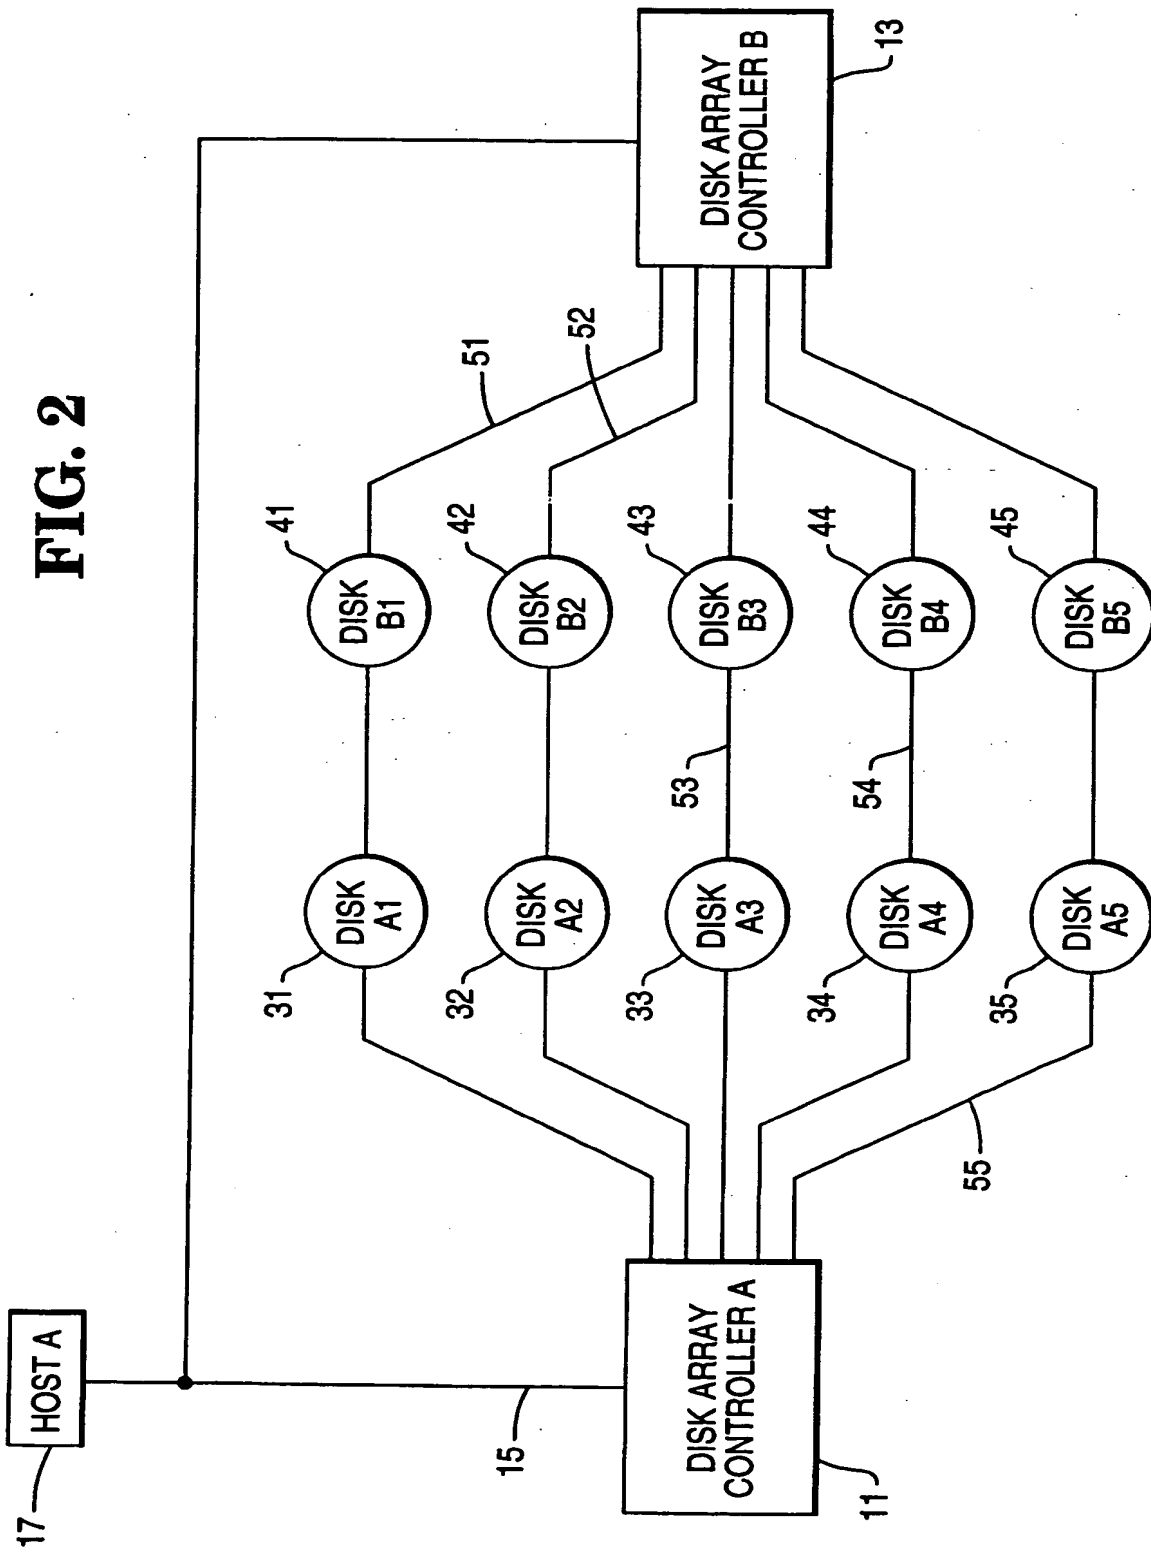 FIG. 2
17
HOST A
15
11
DISK ARRAY
CONTROLLER A
31
DISK
A1
41
DISK
B1
51
32
DISK
A2
42
DISK
B2
52
33
DISK
A3
53
43
DISK
B3
34
DISK
A4
54
44
DISK
B4
35
DISK
A5
55
45
DISK
B5
DISK ARRAY
CONTROLLER B
13